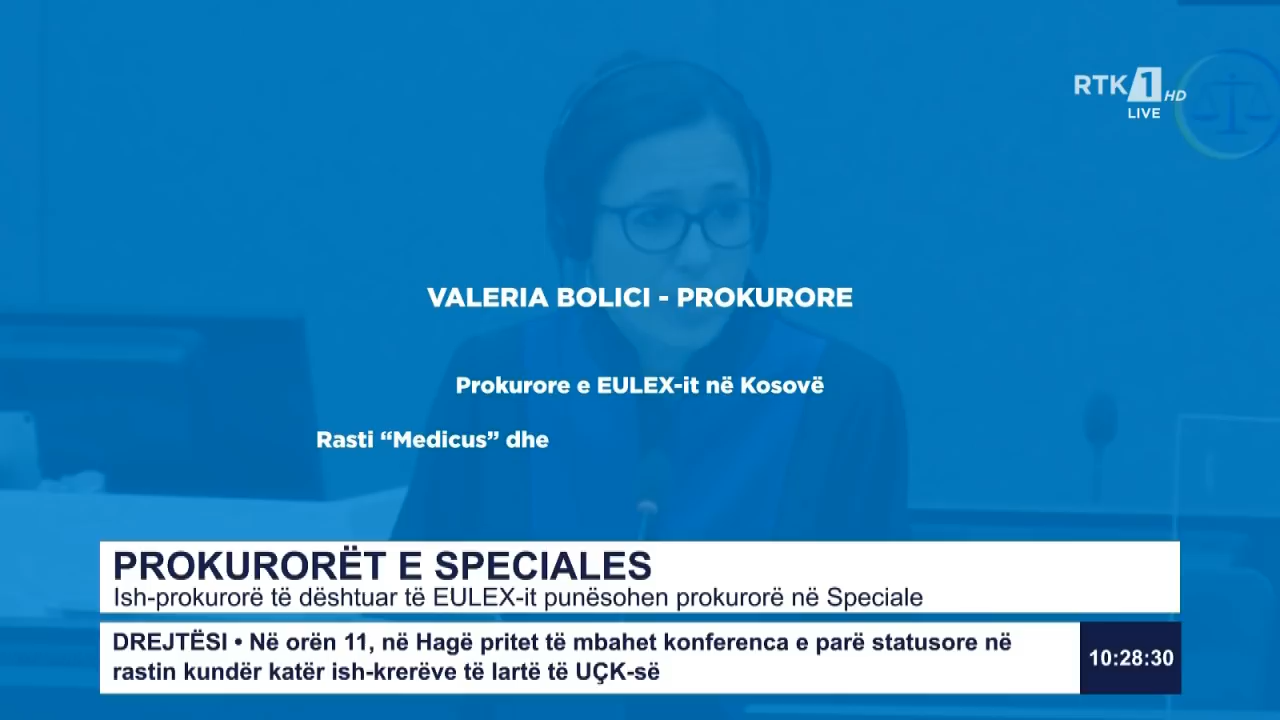 RTK 1 HD
LIVE
VALERIA BOLICI - PROKURORE
Prokurore e EULEX-it në Kosovë
Rasti “Medicus” dhe
PROKURORËT E SPECIALES
Ish-prokurorë të dështuar të EULEX-it punësohen prokurorë në Speciale
DREJTËSI • Në orën 11, në Hagë pritet të mbahet konferenca e parë statusore në
rastin kundër katër ish-krerëve të lartë të UÇK-së
10:28:30